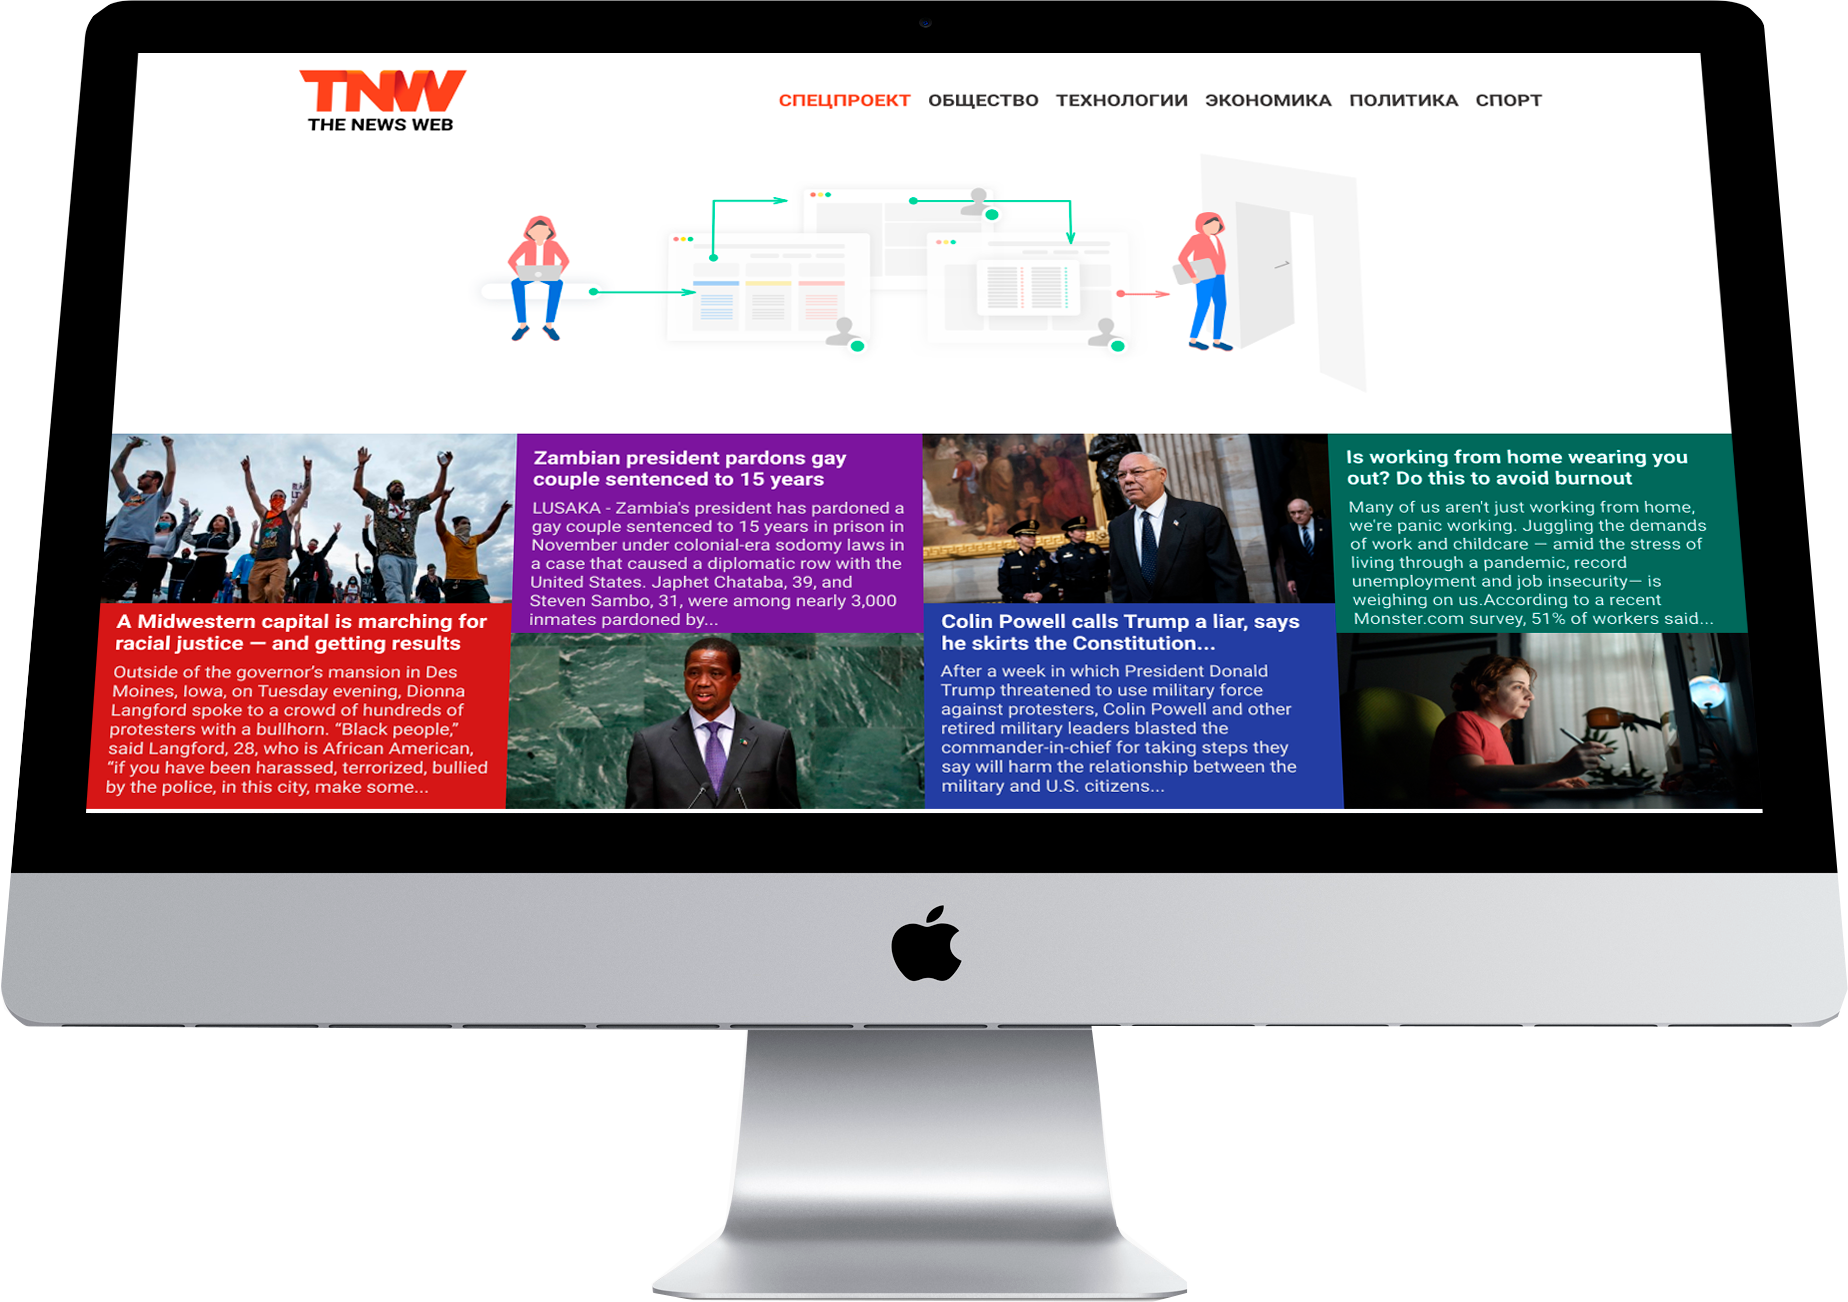 TNW
THE NEWS WEB
СПЕЦПРОЕКТ ОБЩЕСТВО ТЕХНОЛОГИИ ЭКОНОМИКА ПОЛИТИКА СПОРТ
A Midwestern capital is marching for
racial justice — and getting results
Outside of the governor’s mansion in Des
Moines, Iowa, on Tuesday evening, Dionna
Langford spoke to a crowd of hundreds of
protesters with a bullhorn. “Black people,”
said Langford, 28, who is African American,
“if you have been harassed, terrorized, bullied
by the police, in this city, make some...
Zambian president pardons gay
couple sentenced to 15 years
LUSAKA - Zambia's president has pardoned a
gay couple sentenced to 15 years in prison in
November under colonial-era sodomy laws in
a case that caused a diplomatic row with the
United States. Japhet Chataba, 39, and
Steven Sambo, 31, were among nearly 3,000
inmates pardoned by...
Colin Powell calls Trump a liar, says
he skirts the Constitution...
After a week in which President Donald
Trump threatened to use military force
against protesters, Colin Powell and other
retired military leaders blasted the
commander-in-chief for taking steps they
say will harm the relationship between the
military and U.S. citizens...
Is working from home wearing you
out? Do this to avoid burnout
Many of us aren't just working from home,
we're panic working. Juggling the demands
of work and childcare — amid the stress of
living through a pandemic, record
unemployment and job insecurity— is
weighing on us.According to a recent
Monster.com survey, 51% of workers said...